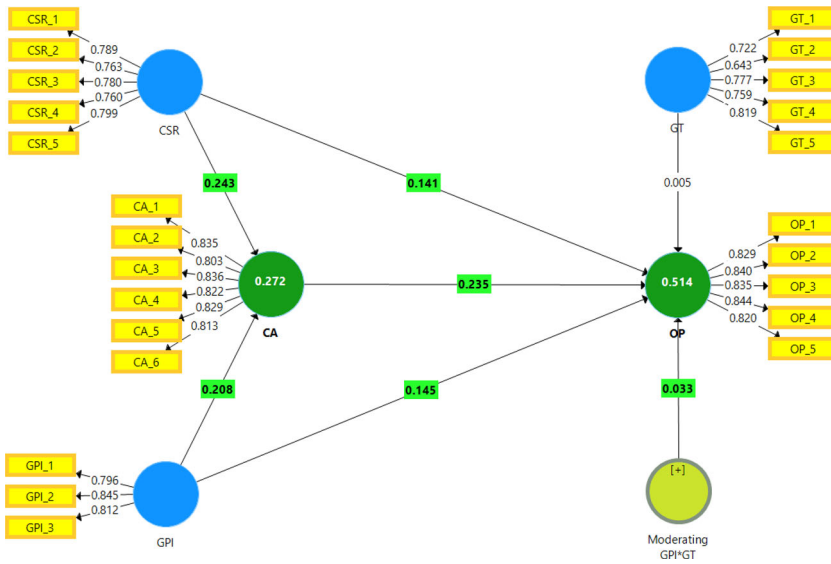 CSR_1
CSR_2
CSR_3
CSR_4
CSR_5
0.789
0.763
0.780
0.760
0.799
CSR
GT_1
GT_2
GT_3
GT_4
GT_5
0.722
0.643
0.777
0.759
0.819
GT
0.243
0.141
0.005
CA_1
CA_2
CA_3
CA_4
CA_5
CA_6
0.835
0.803
0.836
0.822
0.829
0.813
0.272
CA
0.235
0.514
OP
0.829
0.840
0.835
0.844
0.820
OP_1
OP_2
OP_3
OP_4
OP_5
0.208
0.145
0.033
GPI_1
GPI_2
GPI_3
0.796
0.845
0.812
GPI
[+]
Moderating
GPI*GT